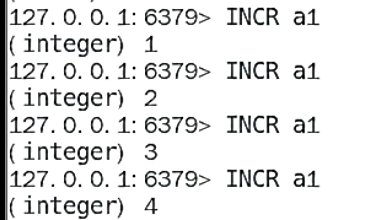 127.0.0.1:6379> INCR a1
(integer) 1
127.0.0.1:6379> INCR a1
(integer) 2
127.0.0.1:6379> INCR a1
(integer) 3
127.0.0.1:6379> INCR a1
(integer) 4